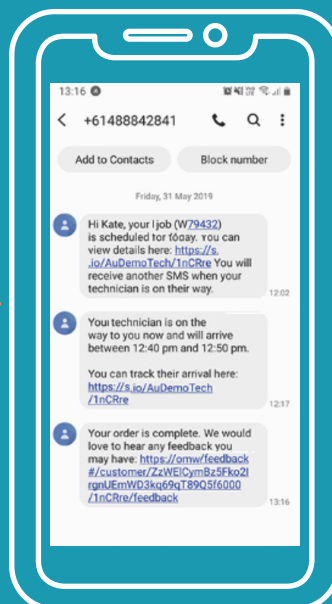 13:16
+61488842841
Add to Contacts
Block number
Friday, 31 May 2019
Hi Kate, your job (W79432)
is scheduled for today. You can
view details here: https://s.
.io/AuDemoTech/1nCRre You will
receive another SMS when your
technician is on their way.
12:02
Your technician is on the
way to you now and will arrive
between 12:40 pm and 12:50 pm.
You can track their arrival here:
https://s.io/AuDemoTech
/1nCRre
12:17
Your order is complete. We would
love to hear any feedback you
may have: https://omw/feedback
#/customer/ZzWElCymBz5Fko2l
rgnUEmWD3kq69qT89Q5f6000
/1nCRre/feedback
13:16